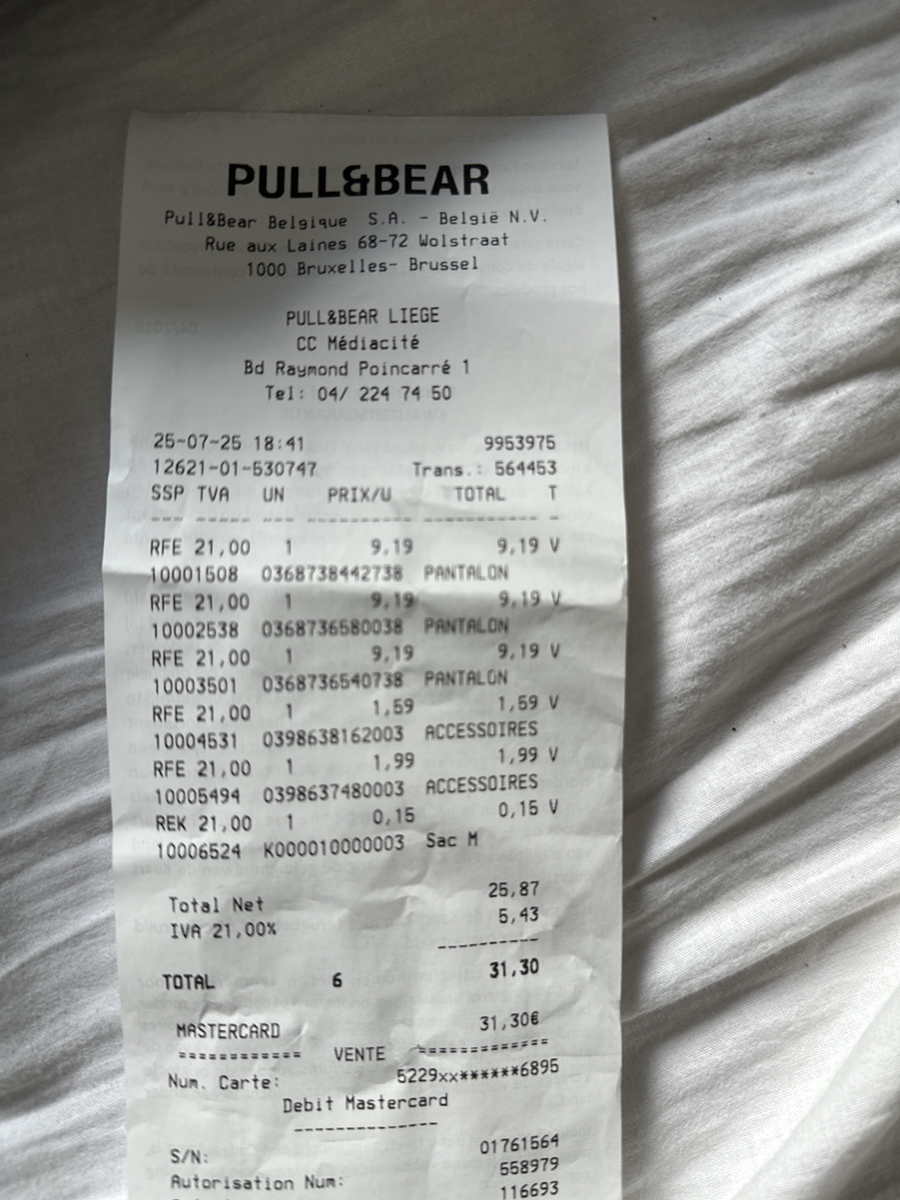 PULL&BEAR
Pull&Bear Belgique S.A. - België N.V.
Rue aux Laines 68-72 Wolstraat
1000 Bruxelles- Brussel
PULL&BEAR LIEGE
CC Médiacité
Bd Raymond Poincarré 1
Tel: 04/ 224 74 50
25-07-25 18:41 9953975
12621-01-530747 Trans.: 564453
SSP TVA UN PRIX/U TOTAL T
--- ----- --- ---------- ---------- -
RFE 21,00 1 9,19 9,19 V
10001508 0368738442738 PANTALON
RFE 21,00 1 9,19 9,19 V
10002538 0368736580038 PANTALON
RFE 21,00 1 9,19 9,19 V
10003501 0368736540738 PANTALON
RFE 21,00 1 1,59 1,59 V
10004531 0398638162003 ACCESSOIRES
RFE 21,00 1 1,99 1,99 V
10005494 0398637480003 ACCESSOIRES
REK 21,00 1 0,15 0,15 V
10006524 K000010000003 Sac M
Total Net 25,87
IVA 21,00% 5,43
----------
TOTAL 6 31,30
MASTERCARD 31,30€
============ VENTE =============
Num. Carte: 5229xx******6895
Debit Mastercard
--------------
S/N: 01761564
Autorisation Num: 558979
116693